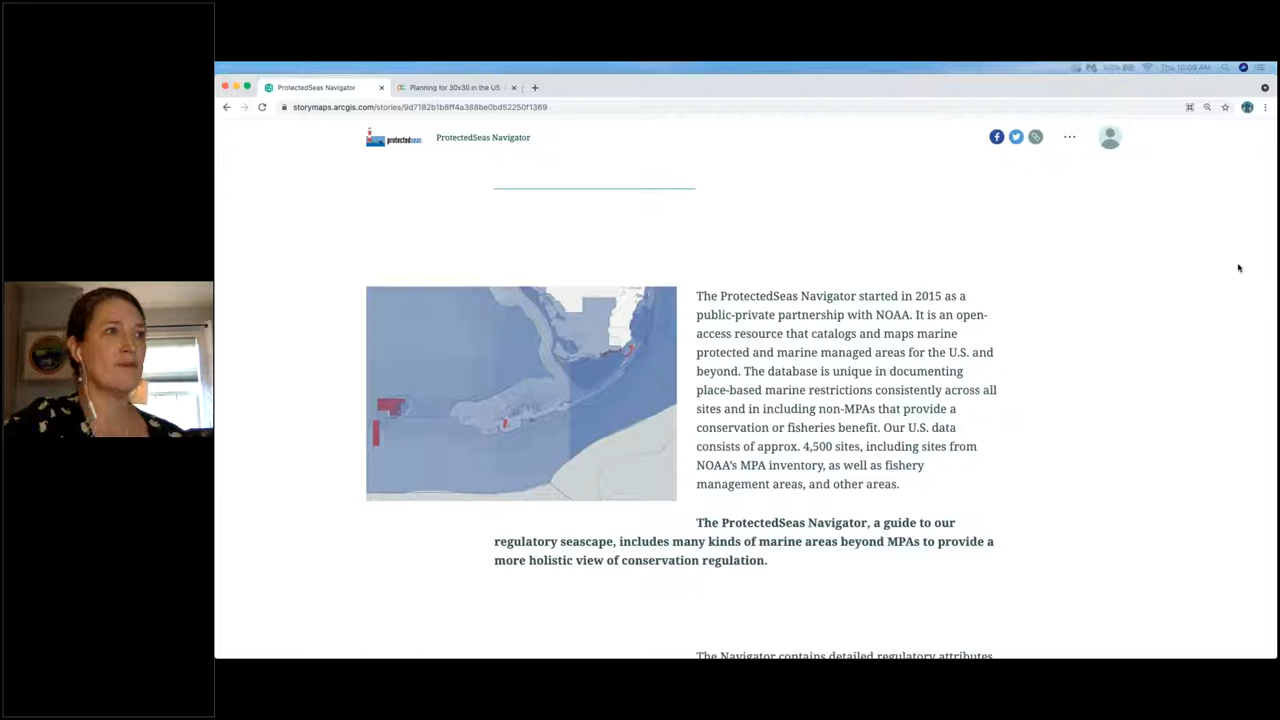 Thu 10:09 AM
ProtectedSeas Navigator
Planning for 30x30 in the US:
storymaps.arcgis.com/stories/9d7182b1b8ff4a388be0bd52250f1369
protectedseas
ProtectedSeas Navigator
The ProtectedSeas Navigator started in 2015 as a
public-private partnership with NOAA. It is an open-
access resource that catalogs and maps marine
protected and marine managed areas for the U.S. and
beyond. The database is unique in documenting
place-based marine restrictions consistently across all
sites and in including non-MPAs that provide a
conservation or fisheries benefit. Our U.S. data
consists of approx. 4,500 sites, including sites from
NOAA's MPA inventory, as well as fishery
management areas, and other areas.
The ProtectedSeas Navigator, a guide to our
regulatory seascape, includes many kinds of marine areas beyond MPAs to provide a
more holistic view of conservation regulation.
The Navigator contains detailed regulatory attributes